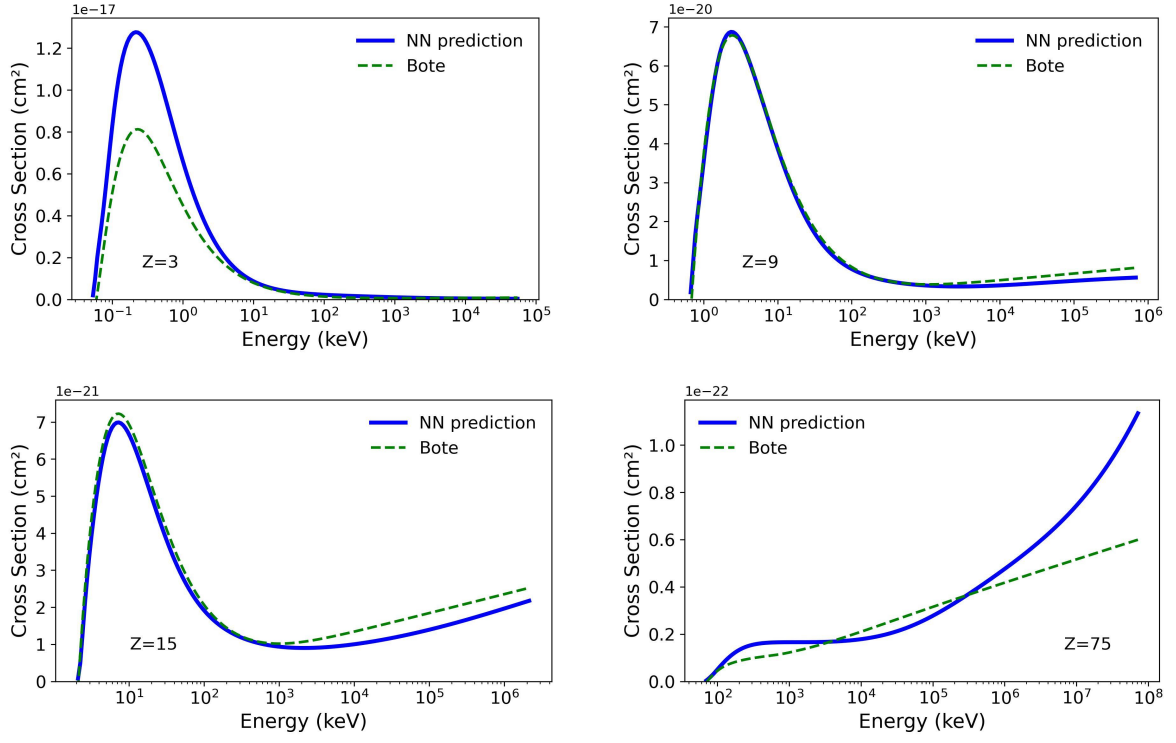 1e−17
Cross Section (cm²)
1.2
1.0
0.8
0.6
0.4
0.2
0.0
NN prediction
Bote
Z=3
10⁻¹ 10⁰ 10¹ 10² 10³ 10⁴ 10⁵
Energy (keV)
1e−20
Cross Section (cm²)
7
6
5
4
3
2
1
0
NN prediction
Bote
Z=9
10⁰ 10¹ 10² 10³ 10⁴ 10⁵ 10⁶
Energy (keV)
1e−21
Cross Section (cm²)
7
6
5
4
3
2
1
0
NN prediction
Bote
Z=15
10¹ 10² 10³ 10⁴ 10⁵ 10⁶
Energy (keV)
1e−22
Cross Section (cm²)
1.0
0.8
0.6
0.4
0.2
0.0
NN prediction
Bote
Z=75
10² 10³ 10⁴ 10⁵ 10⁶ 10⁷ 10⁸
Energy (keV)